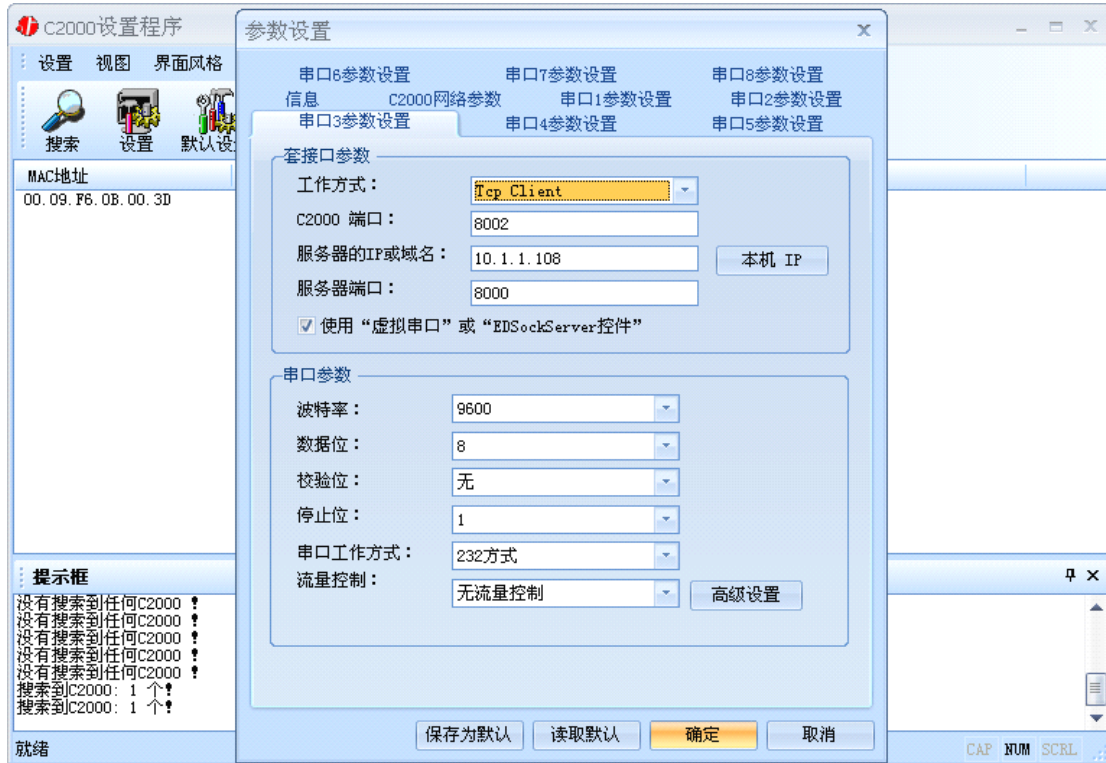 C2000设置程序
设置 视图 界面风格
搜索 设置 默认设
MAC地址
00.09.F6.0B.00.3D
参数设置
串口6参数设置 串口7参数设置 串口8参数设置
信息 C2000网络参数 串口1参数设置 串口2参数设置
串口3参数设置 串口4参数设置 串口5参数设置
套接口参数
工作方式： Tcp Client
C2000 端口： 8002
服务器的IP或域名： 10.1.1.108 本机 IP
服务器端口： 8000
使用“虚拟串口”或“EDSockServer控件”
串口参数
波特率： 9600
数据位： 8
校验位： 无
停止位： 1
串口工作方式： 232方式
流量控制： 无流量控制 高级设置
保存为默认 读取默认 确定 取消
提示框
没有搜索到任何C2000 !
没有搜索到任何C2000 !
没有搜索到任何C2000 !
没有搜索到任何C2000 !
没有搜索到任何C2000 !
搜索到C2000: 1 个!
搜索到C2000: 1 个!
就绪 CAP NUM SCRL